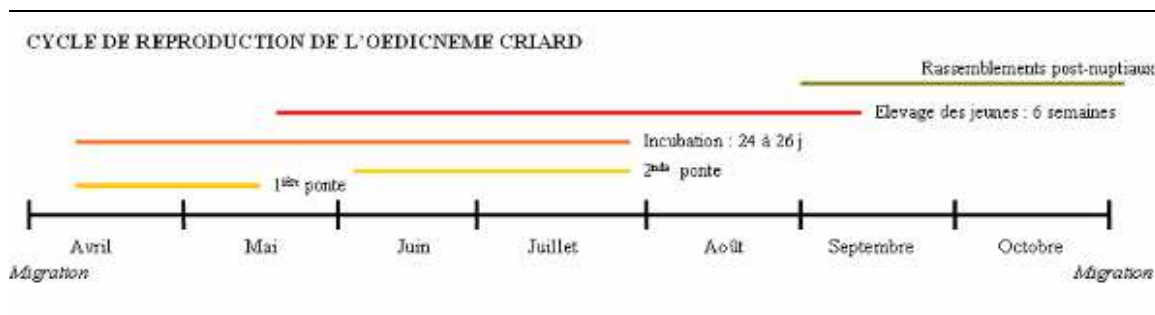 CYCLE DE REPRODUCTION DE L'OEDICNEME CRIARD
Rassemblements post-nuptiaux
Elevage des jeunes : 6 semaines
Incubation : 24 à 26 j
2nde ponte
1ière ponte
Avril Mai Juin Juillet Août Septembre Octobre
Migration Migration